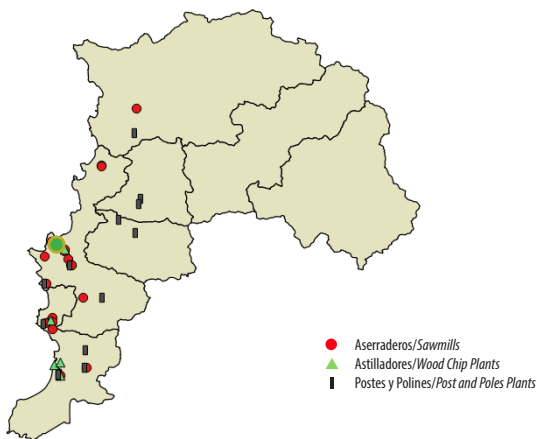 Aserraderos/Sawmills
Astilladores/Wood Chip Plants
Postes y Polines/Post and Poles Plants